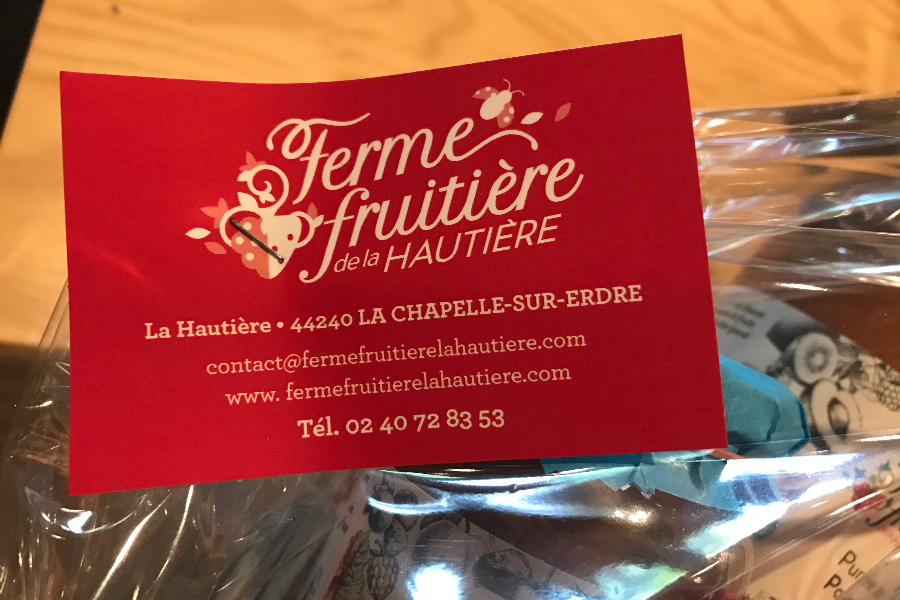 Ferme
fruitière
de la HAUTIÈRE
La Hautière • 44240 LA CHAPELLE-SUR-ERDRE
contact@fermefruitierelahautiere.com
www. fermefruitierelahautiere.com
Tél. 02 40 72 83 53